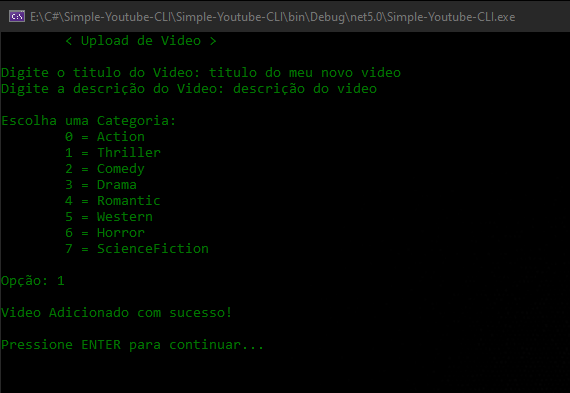 E:\C#\Simple-Youtube-CLI\Simple-Youtube-CLI\bin\Debug\net5.0\Simple-Youtube-CLI.exe
< Upload de Video >
Digite o titulo do Video: titulo do meu novo video
Digite a descrição do Video: descrição do video
Escolha uma Categoria:
0 = Action
1 = Thriller
2 = Comedy
3 = Drama
4 = Romantic
5 = Western
6 = Horror
7 = ScienceFiction
Opção: 1
Video Adicionado com sucesso!
Pressione ENTER para continuar...